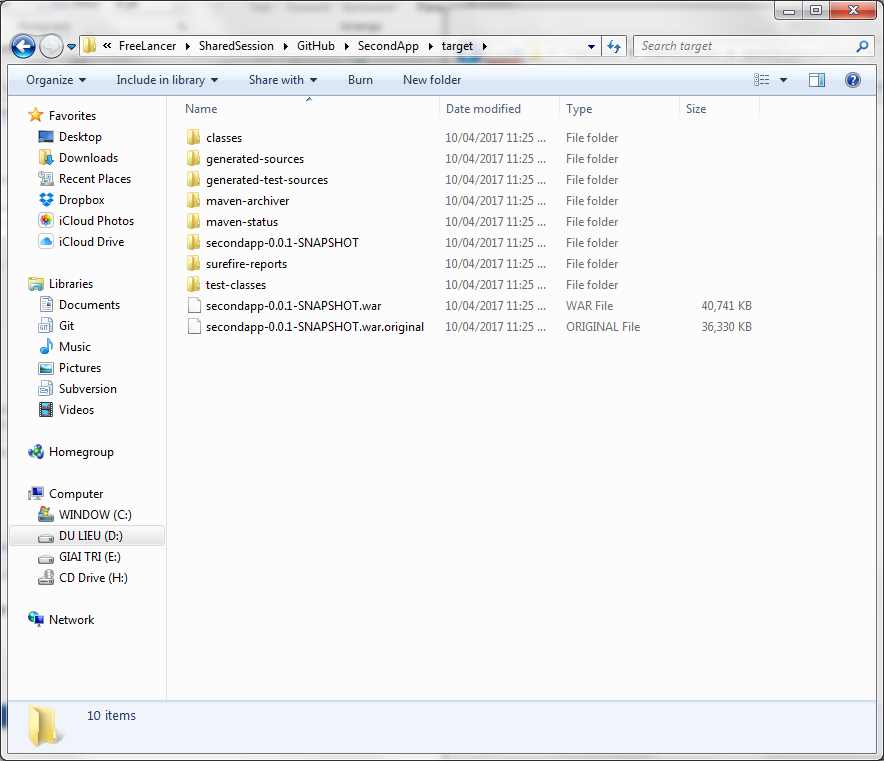 « FreeLancer SharedSession GitHub SecondApp target
Search target
Organize Include in library Share with Burn New folder
Favorites
Desktop
Downloads
Recent Places
Dropbox
iCloud Photos
iCloud Drive
Libraries
Documents
Git
Music
Pictures
Subversion
Videos
Homegroup
Computer
WINDOW (C:)
DU LIEU (D:)
GIAI TRI (E:)
CD Drive (H:)
Network
Name Date modified Type Size
classes 10/04/2017 11:25 ... File folder
generated-sources 10/04/2017 11:25 ... File folder
generated-test-sources 10/04/2017 11:25 ... File folder
maven-archiver 10/04/2017 11:25 ... File folder
maven-status 10/04/2017 11:25 ... File folder
secondapp-0.0.1-SNAPSHOT 10/04/2017 11:25 ... File folder
surefire-reports 10/04/2017 11:25 ... File folder
test-classes 10/04/2017 11:25 ... File folder
secondapp-0.0.1-SNAPSHOT.war 10/04/2017 11:25 ... WAR File 40,741 KB
secondapp-0.0.1-SNAPSHOT.war.original 10/04/2017 11:25 ... ORIGINAL File 36,330 KB
10 items